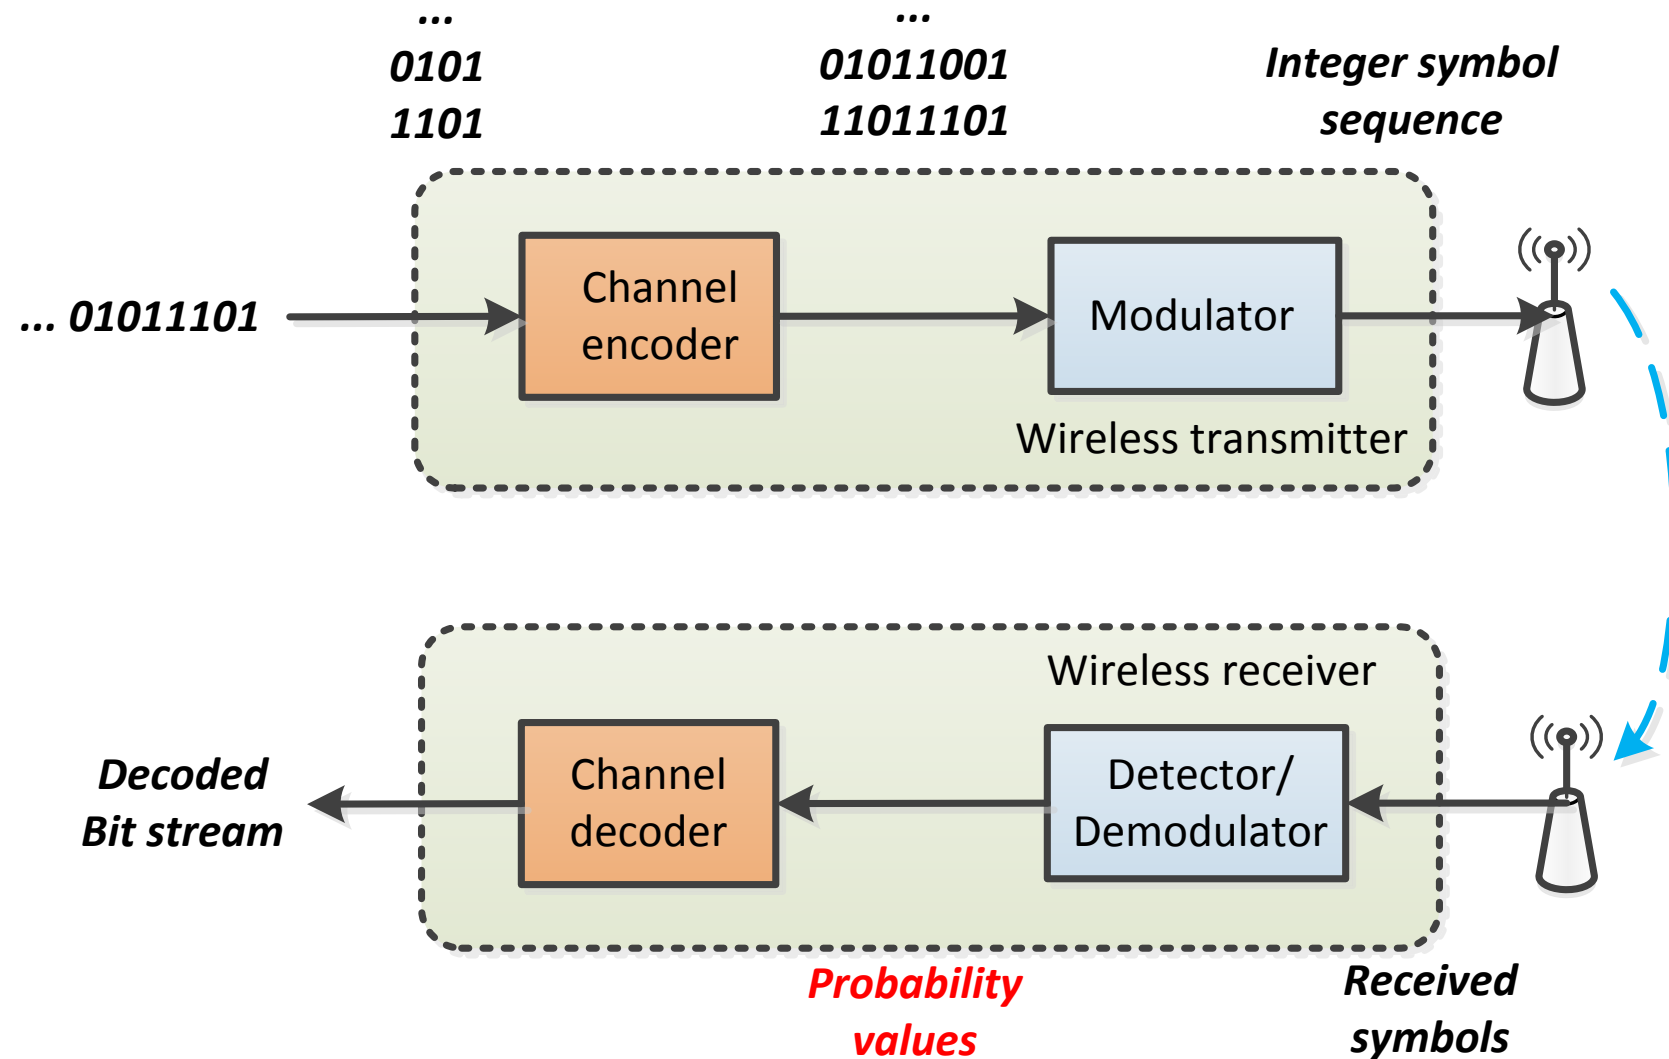 ...
0101
1101
...
01011001
11011101
Integer symbol
sequence
... 01011101
Channel
encoder
Modulator
Wireless transmitter
Wireless receiver
Decoded
Bit stream
Channel
decoder
Detector/
Demodulator
Probability
values
Received
symbols